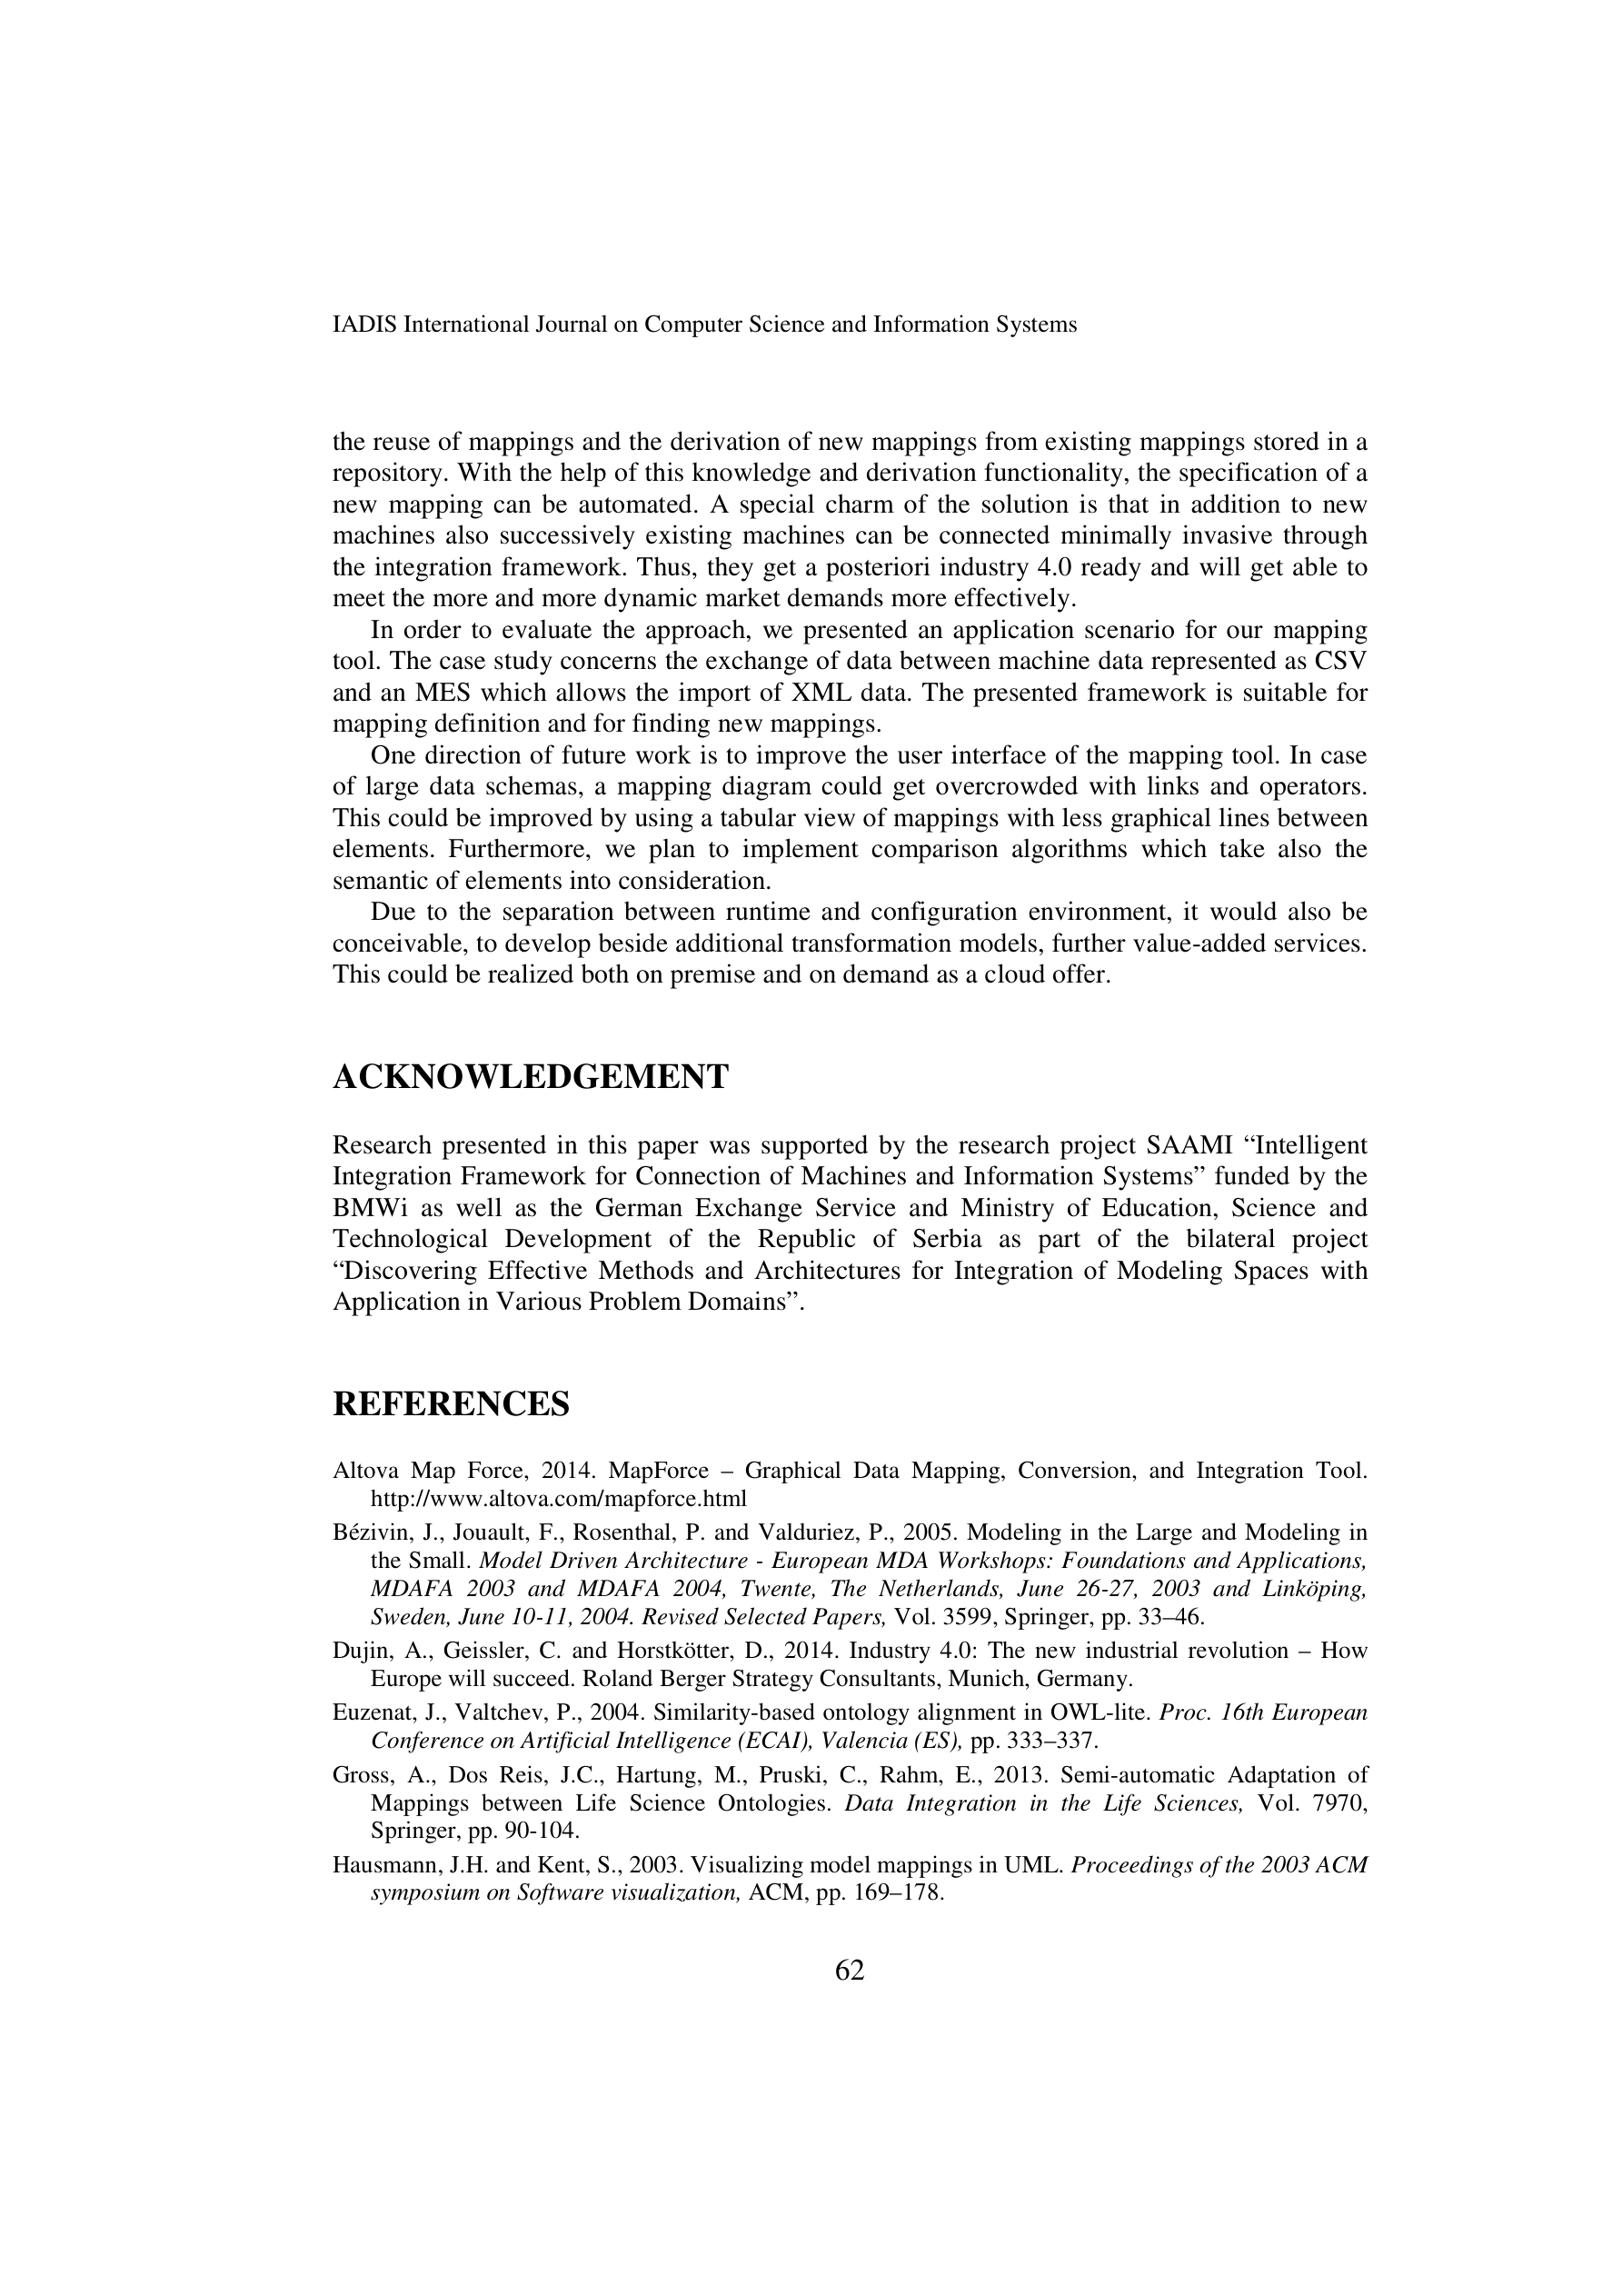 IADIS International Journal on Computer Science and Information Systems
the reuse of mappings and the derivation of new mappings from existing mappings stored in a
repository. With the help of this knowledge and derivation functionality, the specification of a
new mapping can be automated. A special charm of the solution is that in addition to new
machines also successively existing machines can be connected minimally invasive through
the integration framework. Thus, they get a posteriori industry 4.0 ready and will get able to
meet the more and more dynamic market demands more effectively.
In order to evaluate the approach, we presented an application scenario for our mapping
tool. The case study concerns the exchange of data between machine data represented as CSV
and an MES which allows the import of XML data. The presented framework is suitable for
mapping definition and for finding new mappings.
One direction of future work is to improve the user interface of the mapping tool. In case
of large data schemas, a mapping diagram could get overcrowded with links and operators.
This could be improved by using a tabular view of mappings with less graphical lines between
elements. Furthermore, we plan to implement comparison algorithms which take also the
semantic of elements into consideration.
Due to the separation between runtime and configuration environment, it would also be
conceivable, to develop beside additional transformation models, further value-added services.
This could be realized both on premise and on demand as a cloud offer.
ACKNOWLEDGEMENT
Research presented in this paper was supported by the research project SAAMI “Intelligent
Integration Framework for Connection of Machines and Information Systems” funded by the
BMWi as well as the German Exchange Service and Ministry of Education, Science and
Technological Development of the Republic of Serbia as part of the bilateral project
“Discovering Effective Methods and Architectures for Integration of Modeling Spaces with
Application in Various Problem Domains”.
REFERENCES
Altova Map Force, 2014. MapForce – Graphical Data Mapping, Conversion, and Integration Tool.
http://www.altova.com/mapforce.html
Bézivin, J., Jouault, F., Rosenthal, P. and Valduriez, P., 2005. Modeling in the Large and Modeling in
the Small. Model Driven Architecture - European MDA Workshops: Foundations and Applications,
MDAFA 2003 and MDAFA 2004, Twente, The Netherlands, June 26-27, 2003 and Linköping,
Sweden, June 10-11, 2004. Revised Selected Papers, Vol. 3599, Springer, pp. 33–46.
Dujin, A., Geissler, C. and Horstkötter, D., 2014. Industry 4.0: The new industrial revolution – How
Europe will succeed. Roland Berger Strategy Consultants, Munich, Germany.
Euzenat, J., Valtchev, P., 2004. Similarity-based ontology alignment in OWL-lite. Proc. 16th European
Conference on Artificial Intelligence (ECAI), Valencia (ES), pp. 333–337.
Gross, A., Dos Reis, J.C., Hartung, M., Pruski, C., Rahm, E., 2013. Semi-automatic Adaptation of
Mappings between Life Science Ontologies. Data Integration in the Life Sciences, Vol. 7970,
Springer, pp. 90-104.
Hausmann, J.H. and Kent, S., 2003. Visualizing model mappings in UML. Proceedings of the 2003 ACM
symposium on Software visualization, ACM, pp. 169–178.
62